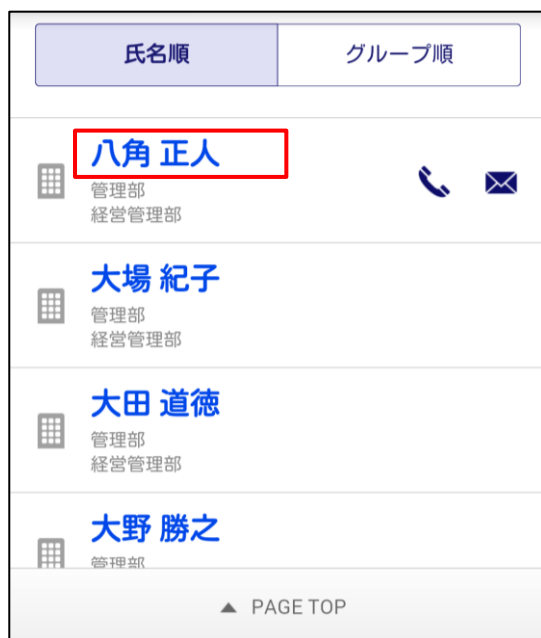 氏名順 グループ順
八角 正人
管理部
経営管理部
大場 紀子
管理部
経営管理部
大田 道徳
管理部
経営管理部
大野 勝之
管理部
▲ PAGE TOP